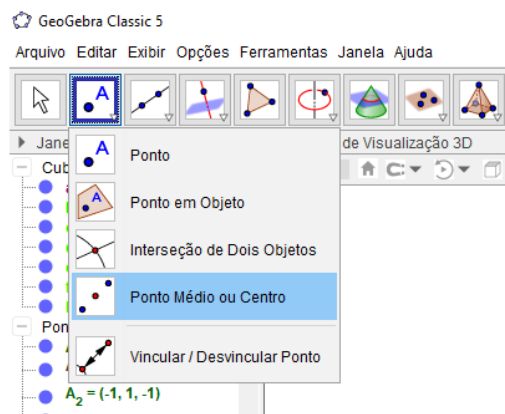 GeoGebra Classic 5
Arquivo Editar Exibir Opções Ferramentas Janela Ajuda
A
Jane
de Visualização 3D
Cub
A
Ponto
A
Ponto em Objeto
Interseção de Dois Objetos
Ponto Médio ou Centro
Pon
Vincular / Desvincular Ponto
A₂ = (-1, 1, -1)